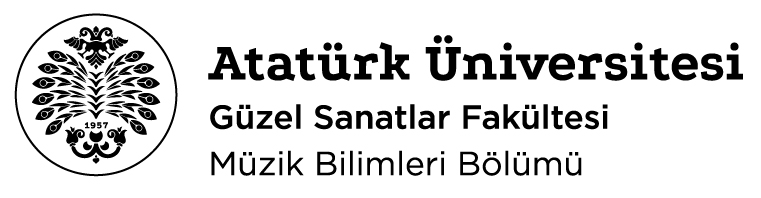 1957
Atatürk Üniversitesi
Güzel Sanatlar Fakültesi
Müzik Bilimleri Bölümü